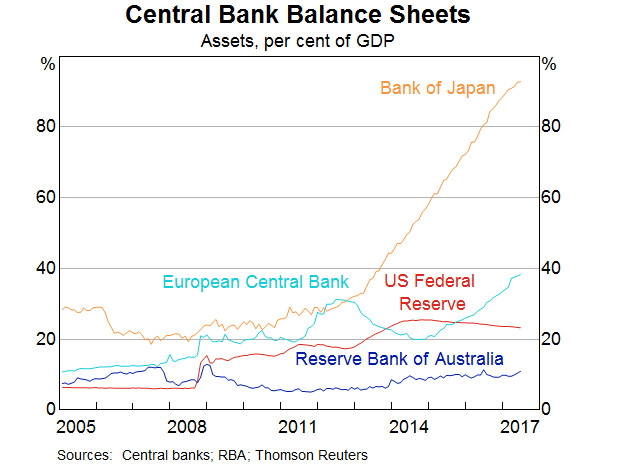 Central Bank Balance Sheets
Assets, per cent of GDP
% %
Bank of Japan
80 80
60 60
40 40
European Central Bank
US Federal
Reserve
20 20
Reserve Bank of Australia
0 0
2005 2008 2011 2014 2017
Sources: Central banks; RBA; Thomson Reuters